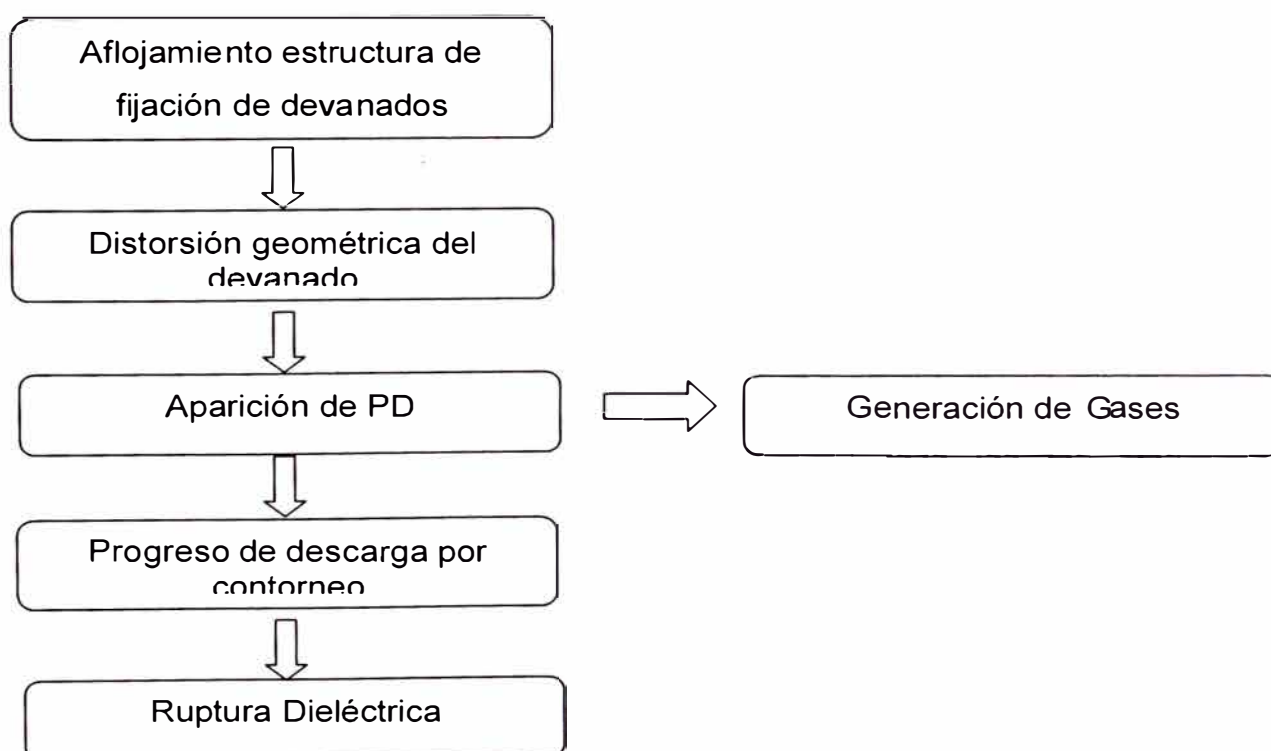 Aflojamiento estructura de
fijación de devanados
Distorsión geométrica del
devanado
Aparición de PD
Generación de Gases
Progreso de descarga por
contorneo
Ruptura Dieléctrica